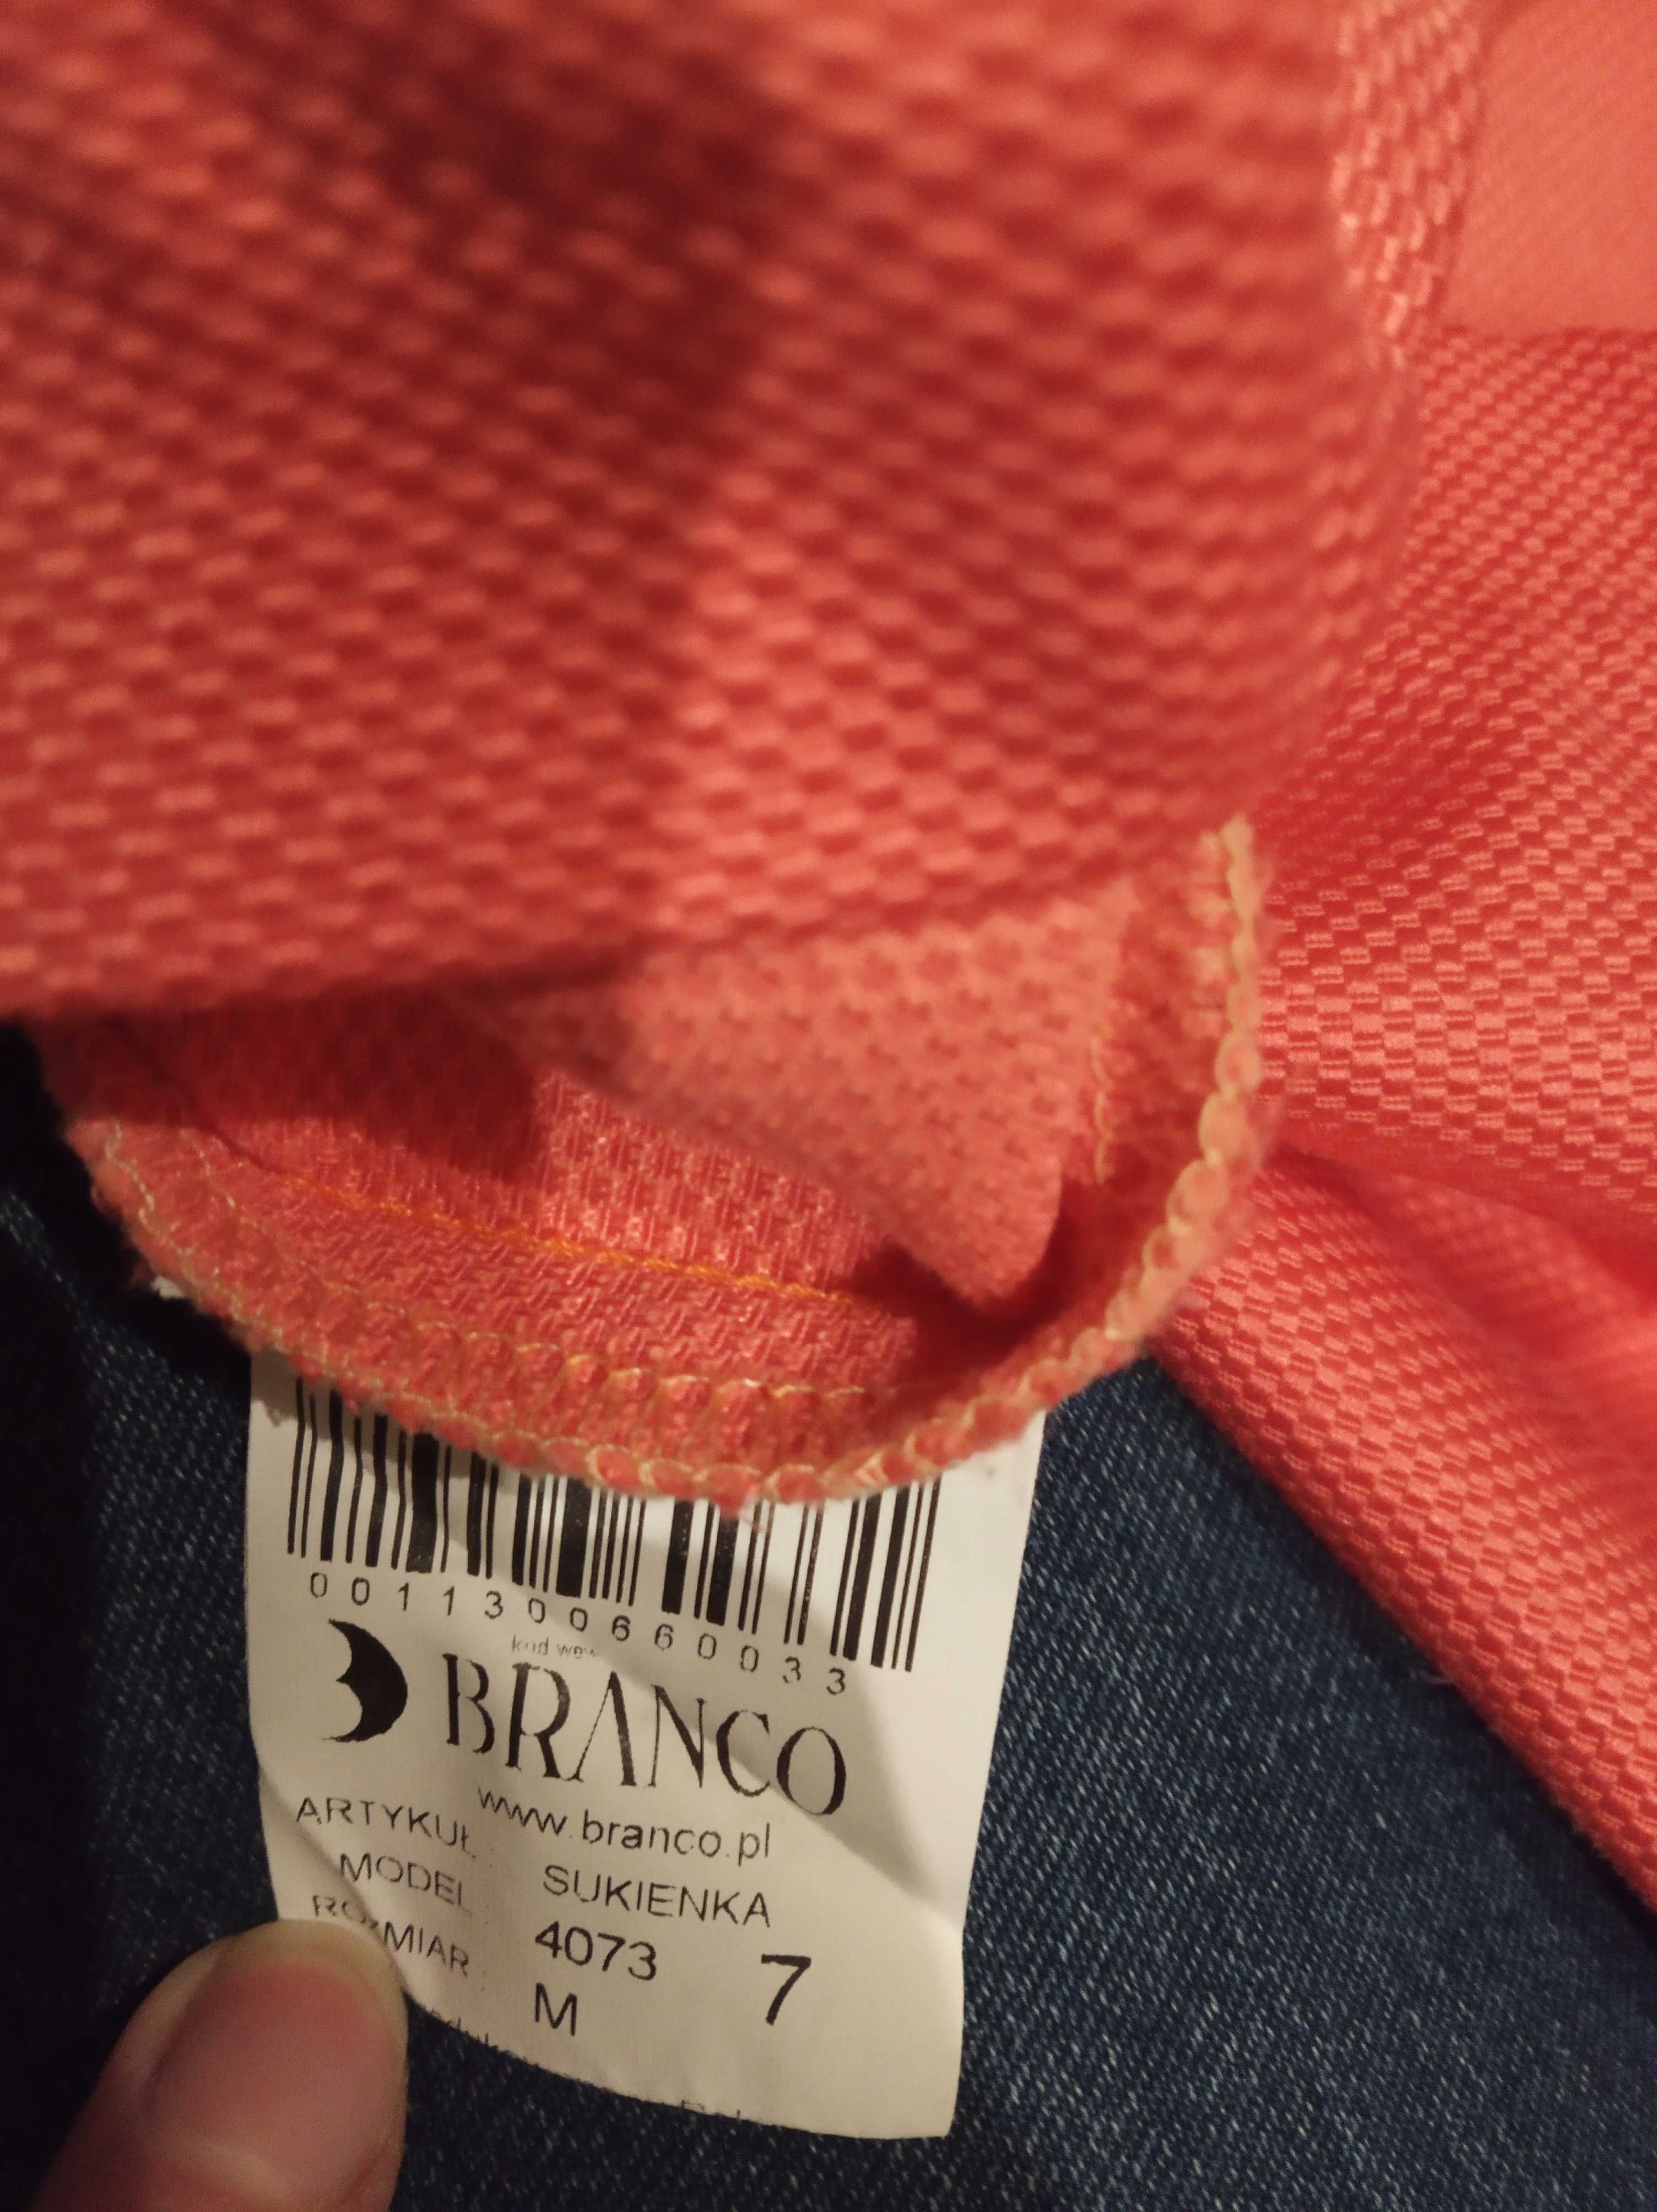 0011300660033
kod wew
BRANCO
www.branco.pl
ARTYKUŁ: SUKIENKA
MODEL: 4073 7
ROZMIAR: M